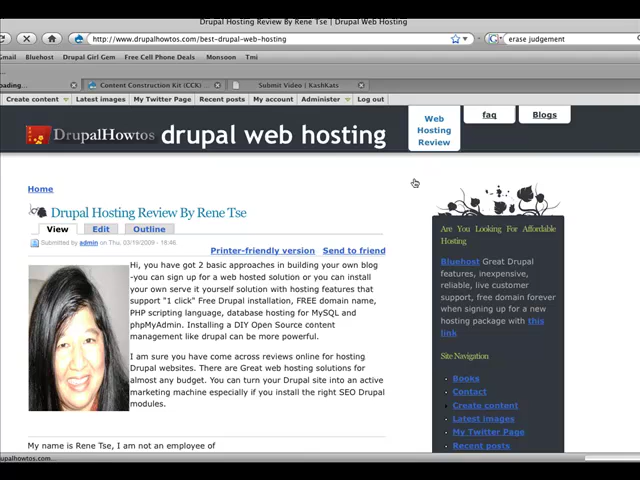 Drupal Hosting Review By Rene Tse | Drupal Web Hosting
http://www.drupalhowtos.com/best-drupal-web-hosting
erase judgement
Gmail Bluehost Drupal Girl Gem Free Cell Phone Deals Monsoon Tmi
oading... Content Construction Kit (CCK) ... Submit Video | KashKats
Create content Latest images My Twitter Page Recent posts My account Administer Log out
DrupalHowtos drupal web hosting
Web Hosting Review
faq
Blogs
Home
Drupal Hosting Review By Rene Tse
View Edit Outline
Submitted by admin on Thu, 03/19/2009 - 18:46.
Printer-friendly version Send to friend
Hi, you have got 2 basic approaches in building your own blog
-you can sign up for a web hosted solution or you can install
your own serve it yourself solution with hosting features that
support "1 click" Free Drupal installation, FREE domain name,
PHP scripting language, database hosting for MySQL and
phpMyAdmin. Installing a DIY Open Source content
management like drupal can be more powerful.
I am sure you have come across reviews online for hosting
Drupal websites. There are Great web hosting solutions for
almost any budget. You can turn your Drupal site into an active
marketing machine especially if you install the right SEO Drupal
modules.
My name is Rene Tse, I am not an employee of
Are You Looking For Affordable
Hosting
Bluehost Great Drupal
features, inexpensive,
reliable, live customer
support, free domain forever
when signing up for a new
hosting package with this
link
Site Navigation
Books
Contact
Create content
Latest images
My Twitter Page
Recent posts
upalhowtos.com...